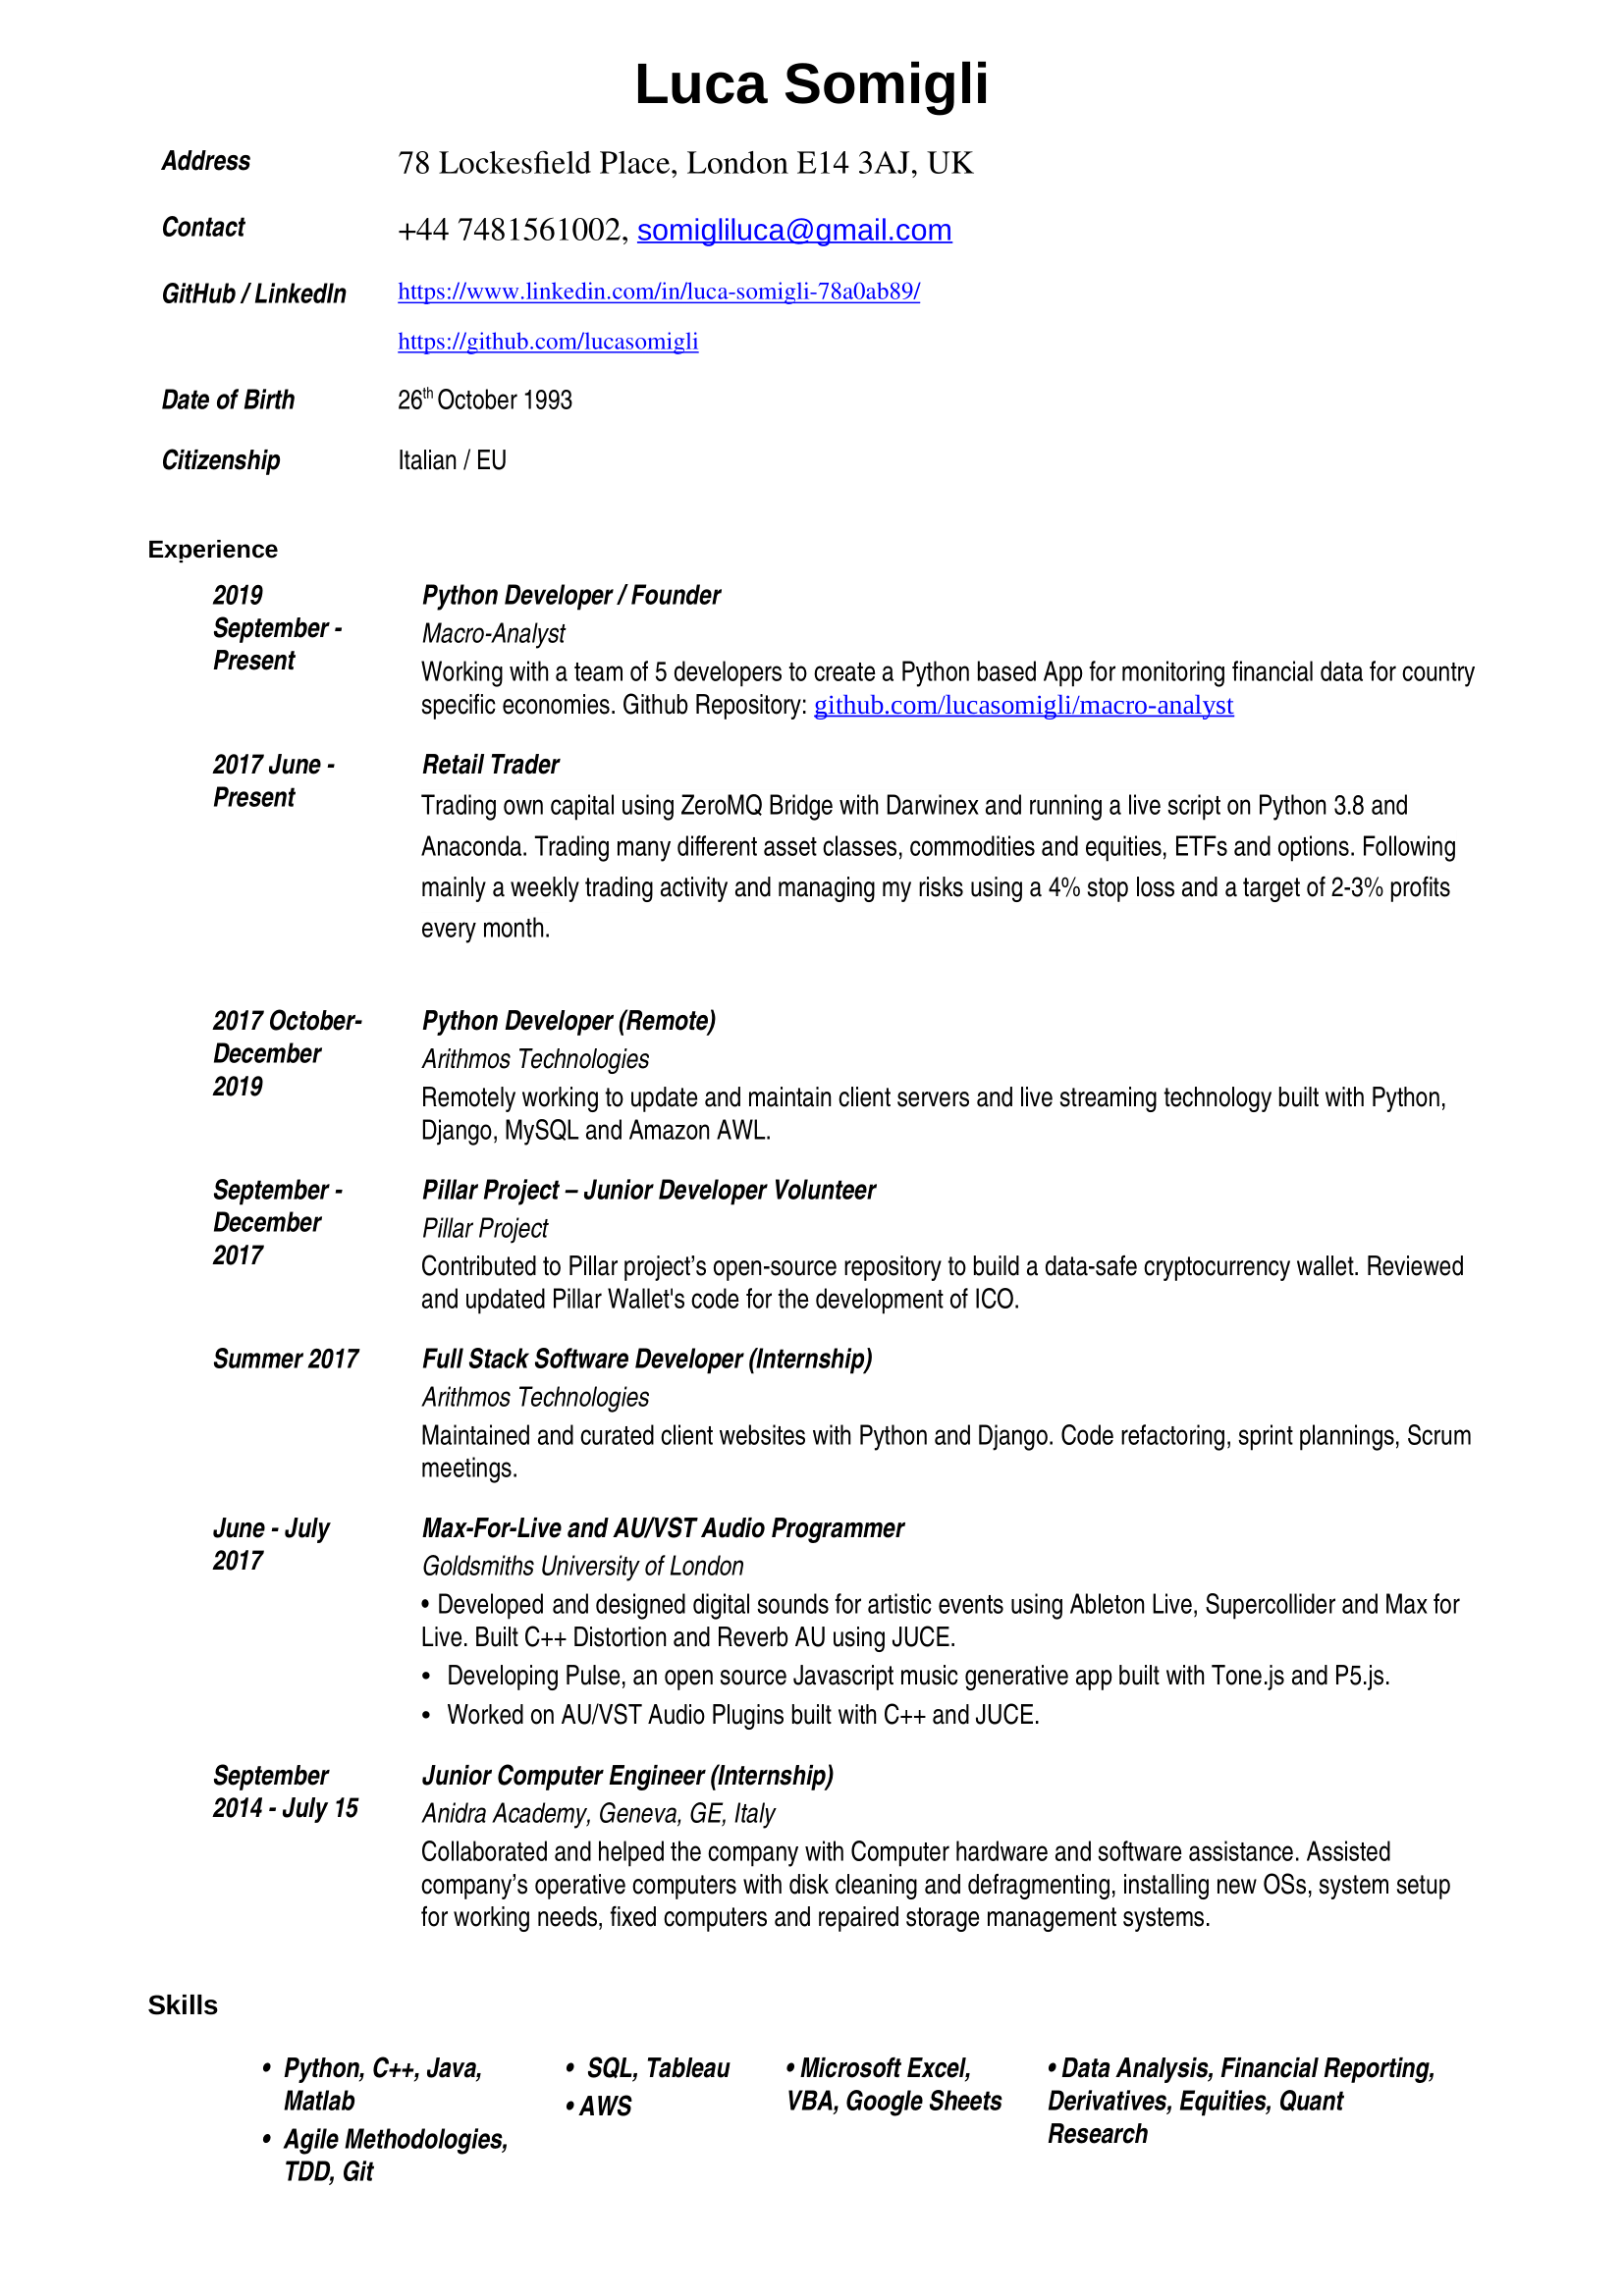 Luca Somigli
Address 78 Lockesfield Place, London E14 3AJ, UK
Contact +44 7481561002, somigliluca@gmail.com
GitHub / LinkedIn https://www.linkedin.com/in/luca-somigli-78a0ab89/
https://github.com/lucasomigli
Date of Birth 26th October 1993
Citizenship Italian / EU
Experience
2019 Python Developer / Founder
September - Macro-Analyst
Present Working with a team of 5 developers to create a Python based App for monitoring financial data for country
specific economies. Github Repository: github.com/lucasomigli/macro-analyst
2017 June - Retail Trader
Present Trading own capital using ZeroMQ Bridge with Darwinex and running a live script on Python 3.8 and
Anaconda. Trading many different asset classes, commodities and equities, ETFs and options. Following
mainly a weekly trading activity and managing my risks using a 4% stop loss and a target of 2-3% profits
every month.
2017 October- Python Developer (Remote)
December Arithmos Technologies
2019 Remotely working to update and maintain client servers and live streaming technology built with Python,
Django, MySQL and Amazon AWL.
September - Pillar Project – Junior Developer Volunteer
December Pillar Project
2017 Contributed to Pillar project’s open-source repository to build a data-safe cryptocurrency wallet. Reviewed
and updated Pillar Wallet's code for the development of ICO.
Summer 2017 Full Stack Software Developer (Internship)
Arithmos Technologies
Maintained and curated client websites with Python and Django. Code refactoring, sprint plannings, Scrum
meetings.
June - July Max-For-Live and AU/VST Audio Programmer
2017 Goldsmiths University of London
• Developed and designed digital sounds for artistic events using Ableton Live, Supercollider and Max for
Live. Built C++ Distortion and Reverb AU using JUCE.
• Developing Pulse, an open source Javascript music generative app built with Tone.js and P5.js.
• Worked on AU/VST Audio Plugins built with C++ and JUCE.
September Junior Computer Engineer (Internship)
2014 - July 15 Anidra Academy, Geneva, GE, Italy
Collaborated and helped the company with Computer hardware and software assistance. Assisted
company’s operative computers with disk cleaning and defragmenting, installing new OSs, system setup
for working needs, fixed computers and repaired storage management systems.
Skills
• Python, C++, Java, • SQL, Tableau • Microsoft Excel, • Data Analysis, Financial Reporting,
Matlab • AWS VBA, Google Sheets Derivatives, Equities, Quant
• Agile Methodologies, Research
TDD, Git